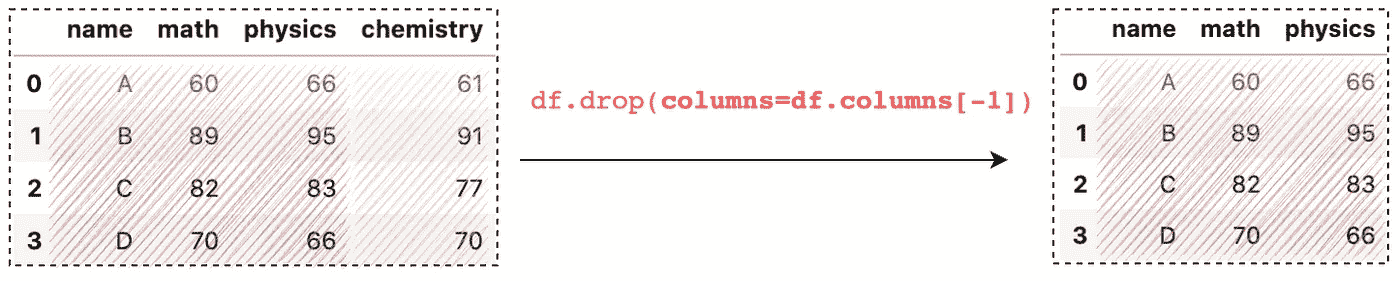 name math physics chemistry
0 A 60 66 61
1 B 89 95 91
2 C 82 83 77
3 D 70 66 70
df.drop(columns=df.columns[-1])
name math physics
0 A 60 66
1 B 89 95
2 C 82 83
3 D 70 66